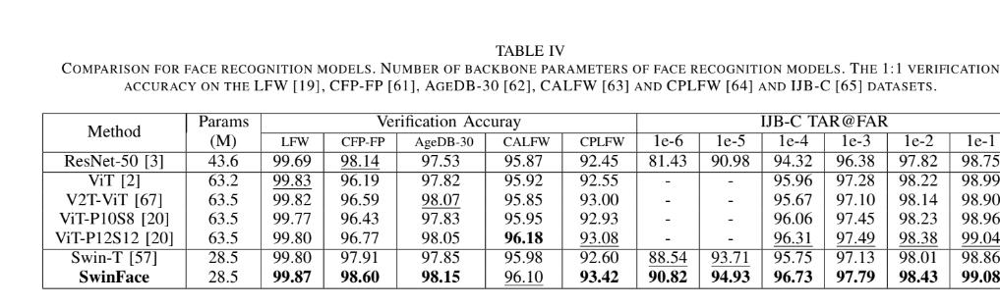 TABLE IV
COMPARISON FOR FACE RECOGNITION MODELS. NUMBER OF BACKBONE PARAMETERS OF FACE RECOGNITION MODELS. THE 1:1 VERIFICATION
ACCURACY ON THE LFW [19], CFP-FP [61], AGEDB-30 [62], CALFW [63] AND CPLFW [64] AND IJB-C [65] DATASETS.
Method Params Verification Accuray IJB-C TAR@FAR
(M) LFW CFP-FP AgeDB-30 CALFW CPLFW 1e-6 1e-5 1e-4 1e-3 1e-2 1e-1
ResNet-50 [3] 43.6 99.69 98.14 97.53 95.87 92.45 81.43 90.98 94.32 96.38 97.82 98.75
ViT [2] 63.2 99.83 96.19 97.82 95.92 92.55 - - 95.96 97.28 98.22 98.99
V2T-ViT [67] 63.5 99.82 96.59 98.07 95.85 93.00 - - 95.67 97.10 98.14 98.90
ViT-P10S8 [20] 63.5 99.77 96.43 97.83 95.95 92.93 - - 96.06 97.45 98.23 98.96
ViT-P12S12 [20] 63.5 99.80 96.77 98.05 96.18 93.08 - - 96.31 97.49 98.38 99.04
Swin-T [57] 28.5 99.80 97.91 97.85 95.98 92.60 88.54 93.71 95.75 97.13 98.01 98.86
SwinFace 28.5 99.87 98.60 98.15 96.10 93.42 90.82 94.93 96.73 97.79 98.43 99.08